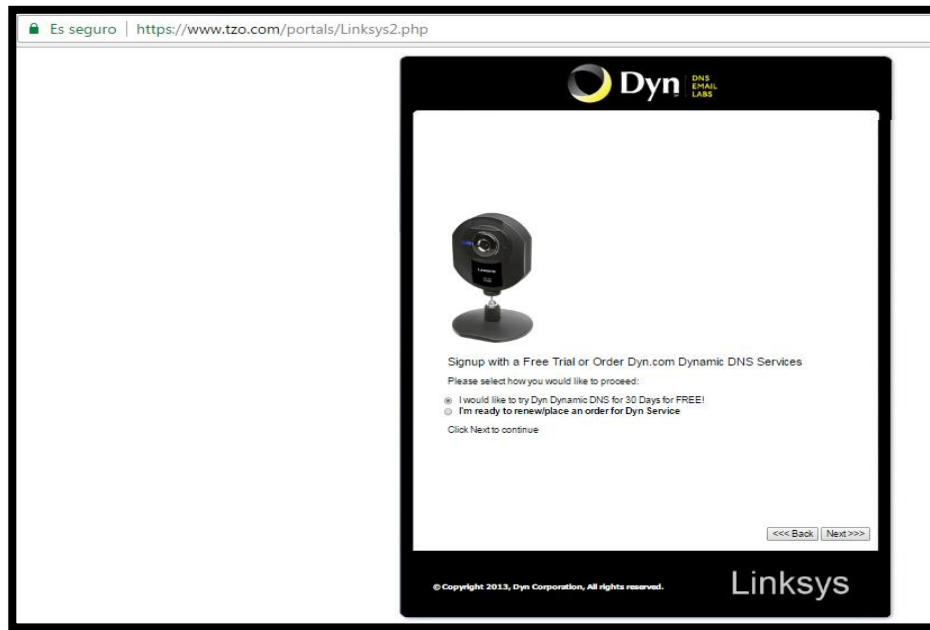 Es seguro | https://www.tzo.com/portals/Linksys2.php
Dyn DNS
EMAIL
LABS
Linksys
Signup with a Free Trial or Order Dyn.com Dynamic DNS Services
Please select how you would like to proceed:
I would like to try Dyn Dynamic DNS for 30 Days for FREE!
I'm ready to renew/place an order for Dyn Service
Click Next to continue
<<< Back Next >>>
© Copyright 2013, Dyn Corporation, All rights reserved.
Linksys